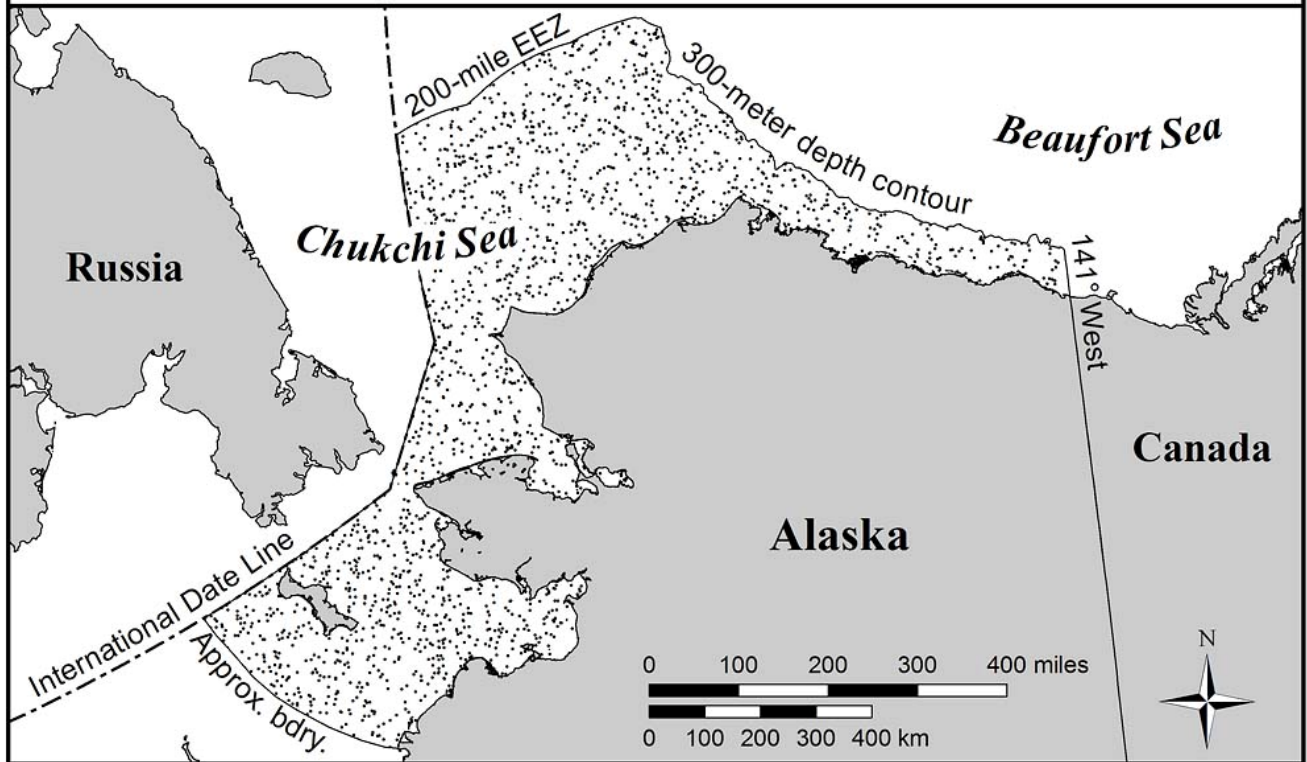 200-mile EEZ
300-meter depth contour
Beaufort Sea
Chukchi Sea
Russia
141° West
Canada
Alaska
International Date Line
Approx. bdry.
N
0 100 200 300 400 miles
0 100 200 300 400 km